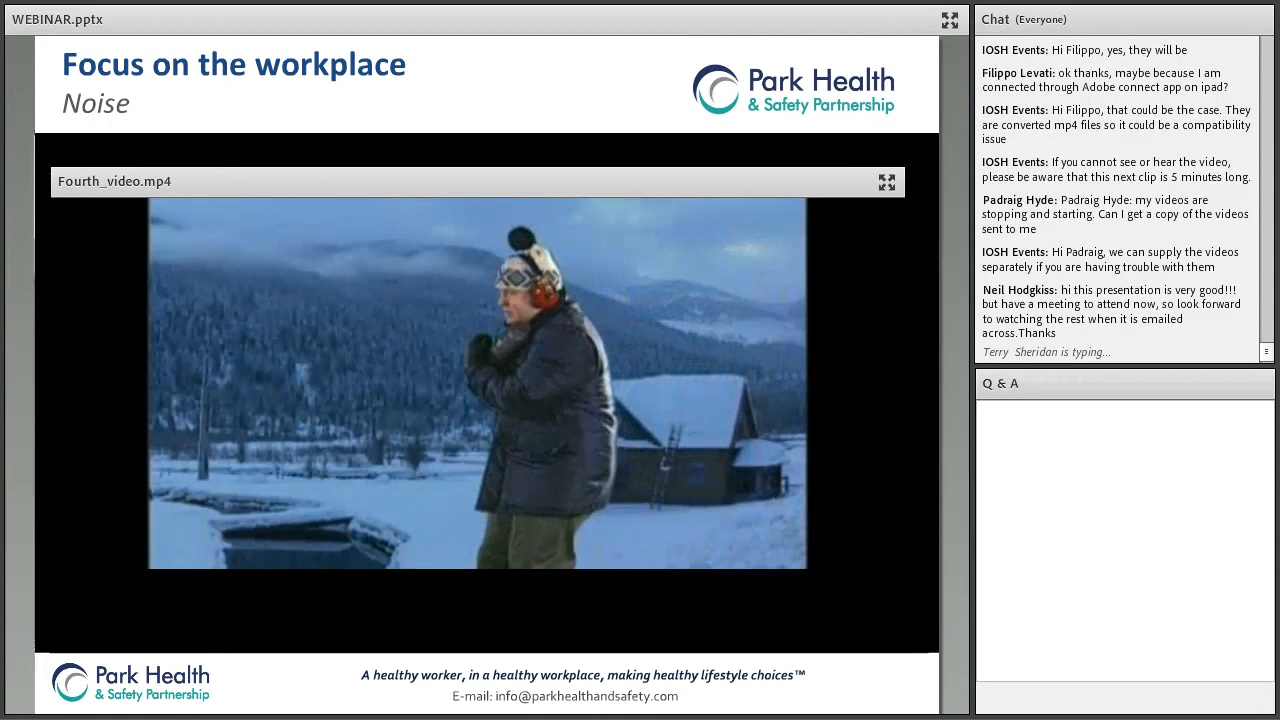 WEBINAR.pptx
Focus on the workplace
Noise
Park Health
& Safety Partnership
Fourth_video.mp4
Park Health
& Safety Partnership
A healthy worker, in a healthy workplace, making healthy lifestyle choices™
E-mail: info@parkhealthandsafety.com
Chat (Everyone)
IOSH Events: Hi Filippo, yes, they will be
Filippo Levati: ok thanks, maybe because I am
connected through Adobe connect app on ipad?
IOSH Events: Hi Filippo, that could be the case. They
are converted mp4 files so it could be a compatibility
issue
IOSH Events: If you cannot see or hear the video,
please be aware that this next clip is 5 minutes long.
Padraig Hyde: Padraig Hyde: my videos are
stopping and starting. Can I get a copy of the videos
sent to me
IOSH Events: Hi Padraig, we can supply the videos
separately if you are having trouble with them
Neil Hodgkiss: hi this presentation is very good!!!
but have a meeting to attend now, so look forward
to watching the rest when it is emailed
across.Thanks
Terry Sheridan is typing...
Q & A